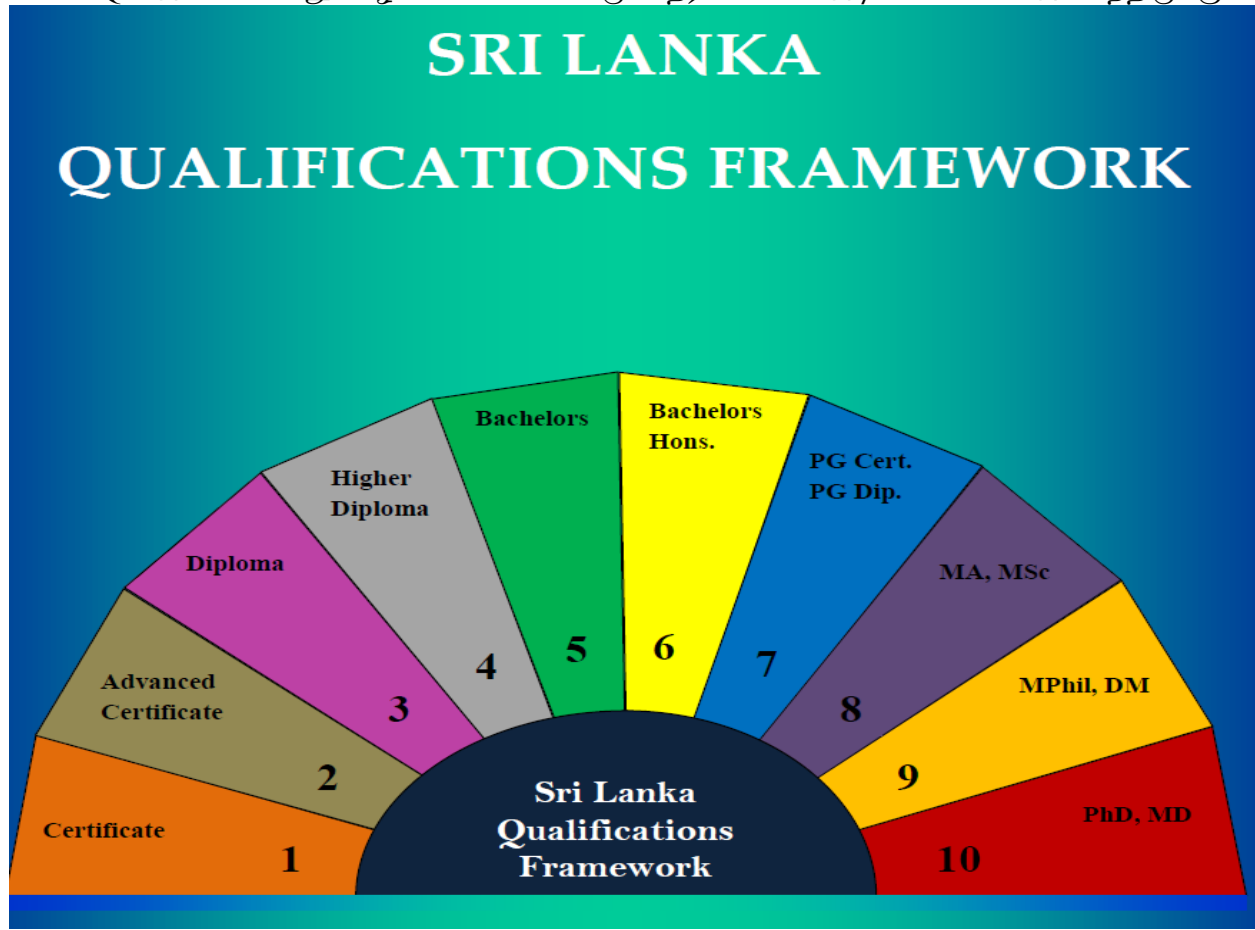 SRI LANKA
QUALIFICATIONS FRAMEWORK
Certificate
1
Advanced
Certificate
2
Diploma
3
Higher
Diploma
4
Bachelors
5
Bachelors
Hons.
6
PG Cert.
PG Dip.
7
MA, MSc
8
MPhil, DM
9
PhD, MD
10
Sri Lanka
Qualifications
Framework